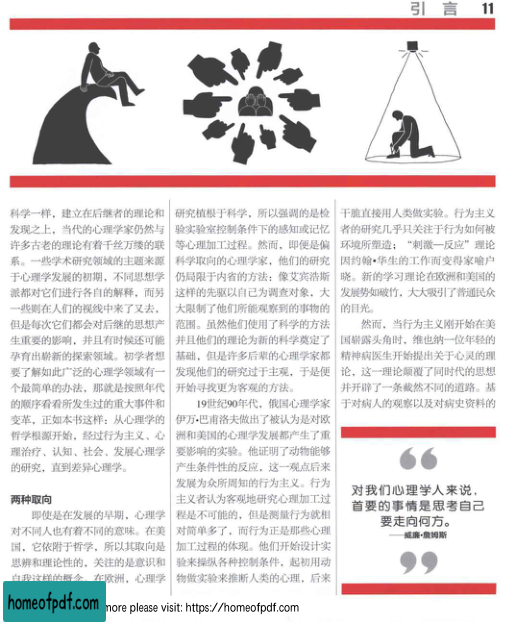 引言 11
科学一样，建立在后继者的理论和
发现之上，当代的心理学家仍然与
许多古老的理论有着千丝万缕的联
系。一些学术研究领域的主题来源
于心理学发展的初期，不同思想学
派都对它们进行各自的解释，而另
一些则在人们的视线中来了又去，
但是每次它们都会对后继的思想产
生重要的影响，并且有时候还可能
孕育出崭新的探索领域。初学者想
要了解如此广泛的心理学领域有一
个最简单的办法，那就是按照年代
的顺序看看所发生过的重大事件和
变革，正如本书这样：从心理学的
哲学根源开始，经过行为主义、心
理治疗、认知、社会、发展心理学
的研究，直到差异心理学。
两种取向
即使是在发展的早期，心理学
对不同人也有着不同的意味。在美
国，它依附于哲学，所以其取向是
思辨和理论性的，关注的是意识和
自我这样的概念。在欧洲，心理学
研究植根于科学，所以强调的是检
验实验室控制条件下的感知或记忆
等心理加工过程。然而，即便是偏
科学取向的心理学家，他们的研究
仍局限于内省的方法：像艾宾浩斯
这样的先驱以自己为调查对象，大
大限制了他们所能观察到的事物的
范围。虽然他们使用了科学的方法
并且他们的理论为新的科学奠定了
基础，但是许多后辈的心理学家都
发现他们的研究过于主观，于是便
开始寻找更为客观的方法。
19世纪90年代，俄国心理学家
伊万•巴甫洛夫做出了被认为是对欧
洲和美国的心理学发展都产生了重
要影响的实验。他证明了动物能够
产生条件性的反应，这一观点后来
发展为众所周知的行为主义。行为
主义者认为客观地研究心理加工过
程是不可能的，但是测量行为就相
对简单多了，而行为正是那些心理
加工过程的体现。他们开始设计实
验来操纵各种控制条件，起初用动
物做实验来推断人类的心理，后来
干脆直接用人类做实验。行为主义
者的研究几乎只关注于行为如何被
环境所塑造；“刺激—反应”理论
因约翰•华生的工作而变得家喻户
晓。新的学习理论在欧洲和美国的
发展势如破竹，大大吸引了普通民众
的目光。
然而，当行为主义刚开始在美
国崭露头角时，维也纳一位年轻的
精神病医生开始提出关于心灵的理
论，这一理论颠覆了同时代的思想
并开辟了一条截然不同的道路。基
于对病人的观察以及对病史资料的
对我们心理学人来说，
首要的事情是思考自己
要走向何方。
——威廉•詹姆斯
homeofpdf.com more please visit: https://homeofpdf.com